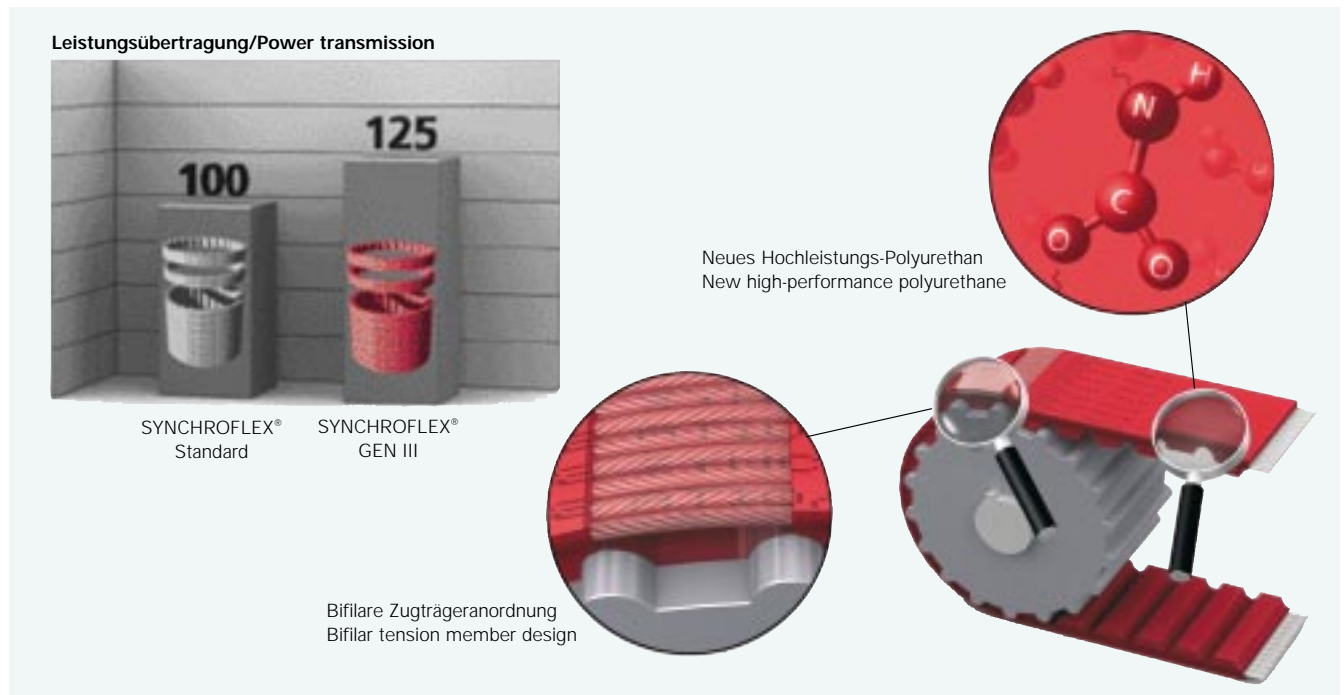 Leistungsübertragung/Power transmission
125
100
SYNCHROFLEX®
Standard
SYNCHROFLEX®
GEN III
Neues Hochleistungs-Polyurethan
New high-performance polyurethane
Bifilare Zugträgeranordnung
Bifilar tension member design
H
N
C
O
O